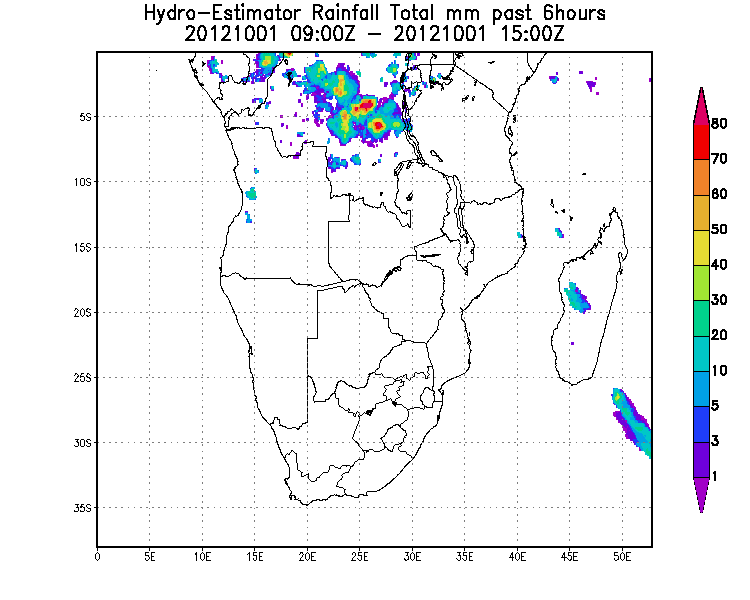 Hydro-Estimator Rainfall Total mm past 6hours
20121001 09:00Z - 20121001 15:00Z
5S
10S
15S
20S
25S
30S
35S
0 5E 10E 15E 20E 25E 30E 35E 40E 45E 50E
80
70
60
50
40
30
20
10
5
3
1